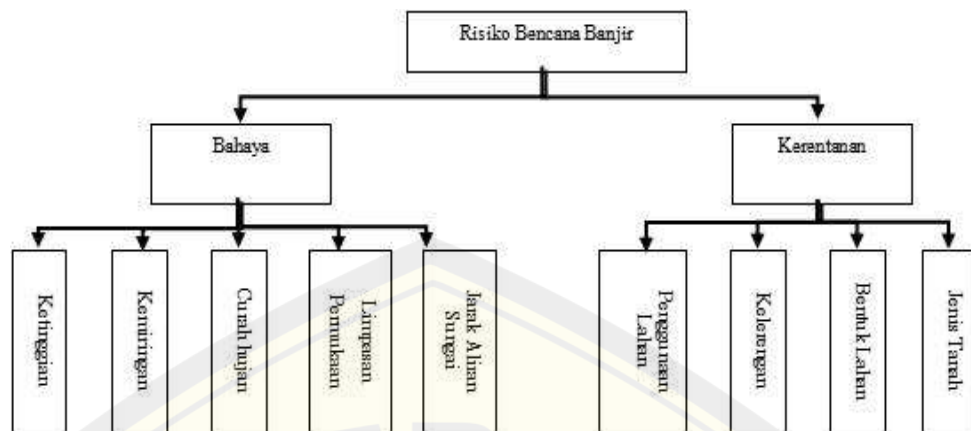 Risiko Bencana Banjir
Bahaya
Kerentanan
Ketinggian
Kemiringan
Curah hujan
Limpasan
Permukaan
Jarak Aliran
Sungai
Penggunaan
Lahan
Kelerengan
Bentuk Lahan
Jenis Tanah